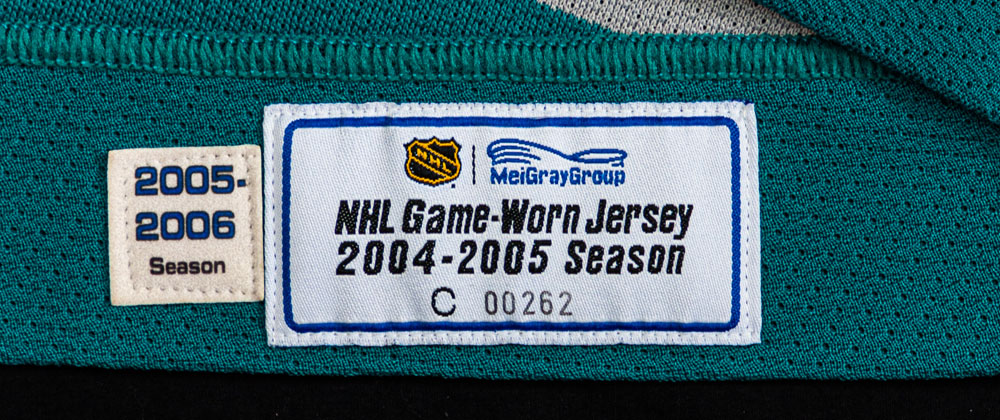 2005-
2006
Season
NHL
MeiGrayGroup
NHL Game-Worn Jersey
2004-2005 Season
C 00262